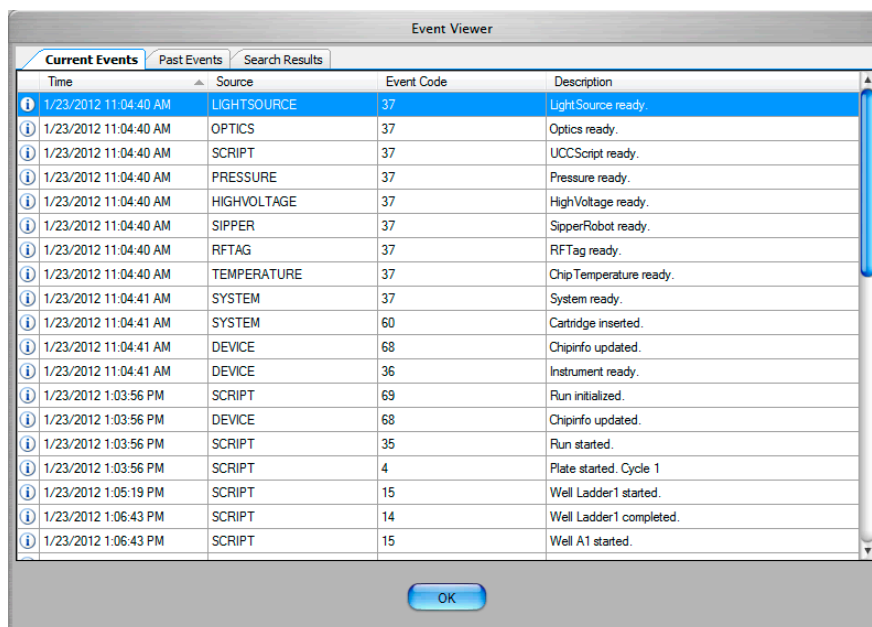 Event Viewer
Current Events Past Events Search Results
Time Source Event Code Description
1/23/2012 11:04:40 AM LIGHTSOURCE 37 LightSource ready.
1/23/2012 11:04:40 AM OPTICS 37 Optics ready.
1/23/2012 11:04:40 AM SCRIPT 37 UCCScript ready.
1/23/2012 11:04:40 AM PRESSURE 37 Pressure ready.
1/23/2012 11:04:40 AM HIGHVOLTAGE 37 HighVoltage ready.
1/23/2012 11:04:40 AM SIPPER 37 SipperRobot ready.
1/23/2012 11:04:40 AM RFTAG 37 RFTag ready.
1/23/2012 11:04:40 AM TEMPERATURE 37 ChipTemperature ready.
1/23/2012 11:04:41 AM SYSTEM 37 System ready.
1/23/2012 11:04:41 AM SYSTEM 60 Cartridge inserted.
1/23/2012 11:04:41 AM DEVICE 68 Chipinfo updated.
1/23/2012 11:04:41 AM DEVICE 36 Instrument ready.
1/23/2012 1:03:56 PM SCRIPT 69 Run initialized.
1/23/2012 1:03:56 PM DEVICE 68 Chipinfo updated.
1/23/2012 1:03:56 PM SCRIPT 35 Run started.
1/23/2012 1:03:56 PM SCRIPT 4 Plate started. Cycle 1
1/23/2012 1:05:19 PM SCRIPT 15 Well Ladder1 started.
1/23/2012 1:06:43 PM SCRIPT 14 Well Ladder1 completed.
1/23/2012 1:06:43 PM SCRIPT 15 Well A1 started.
OK